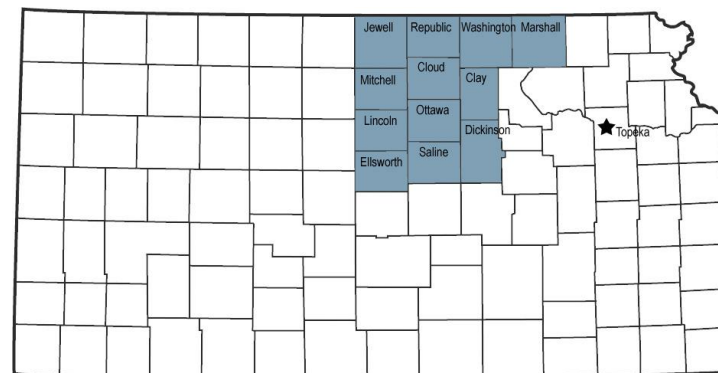 Jewell Republic Washington Marshall
Cloud
Mitchell Clay
Lincoln Ottawa Dickinson
Topeka
Ellsworth Saline